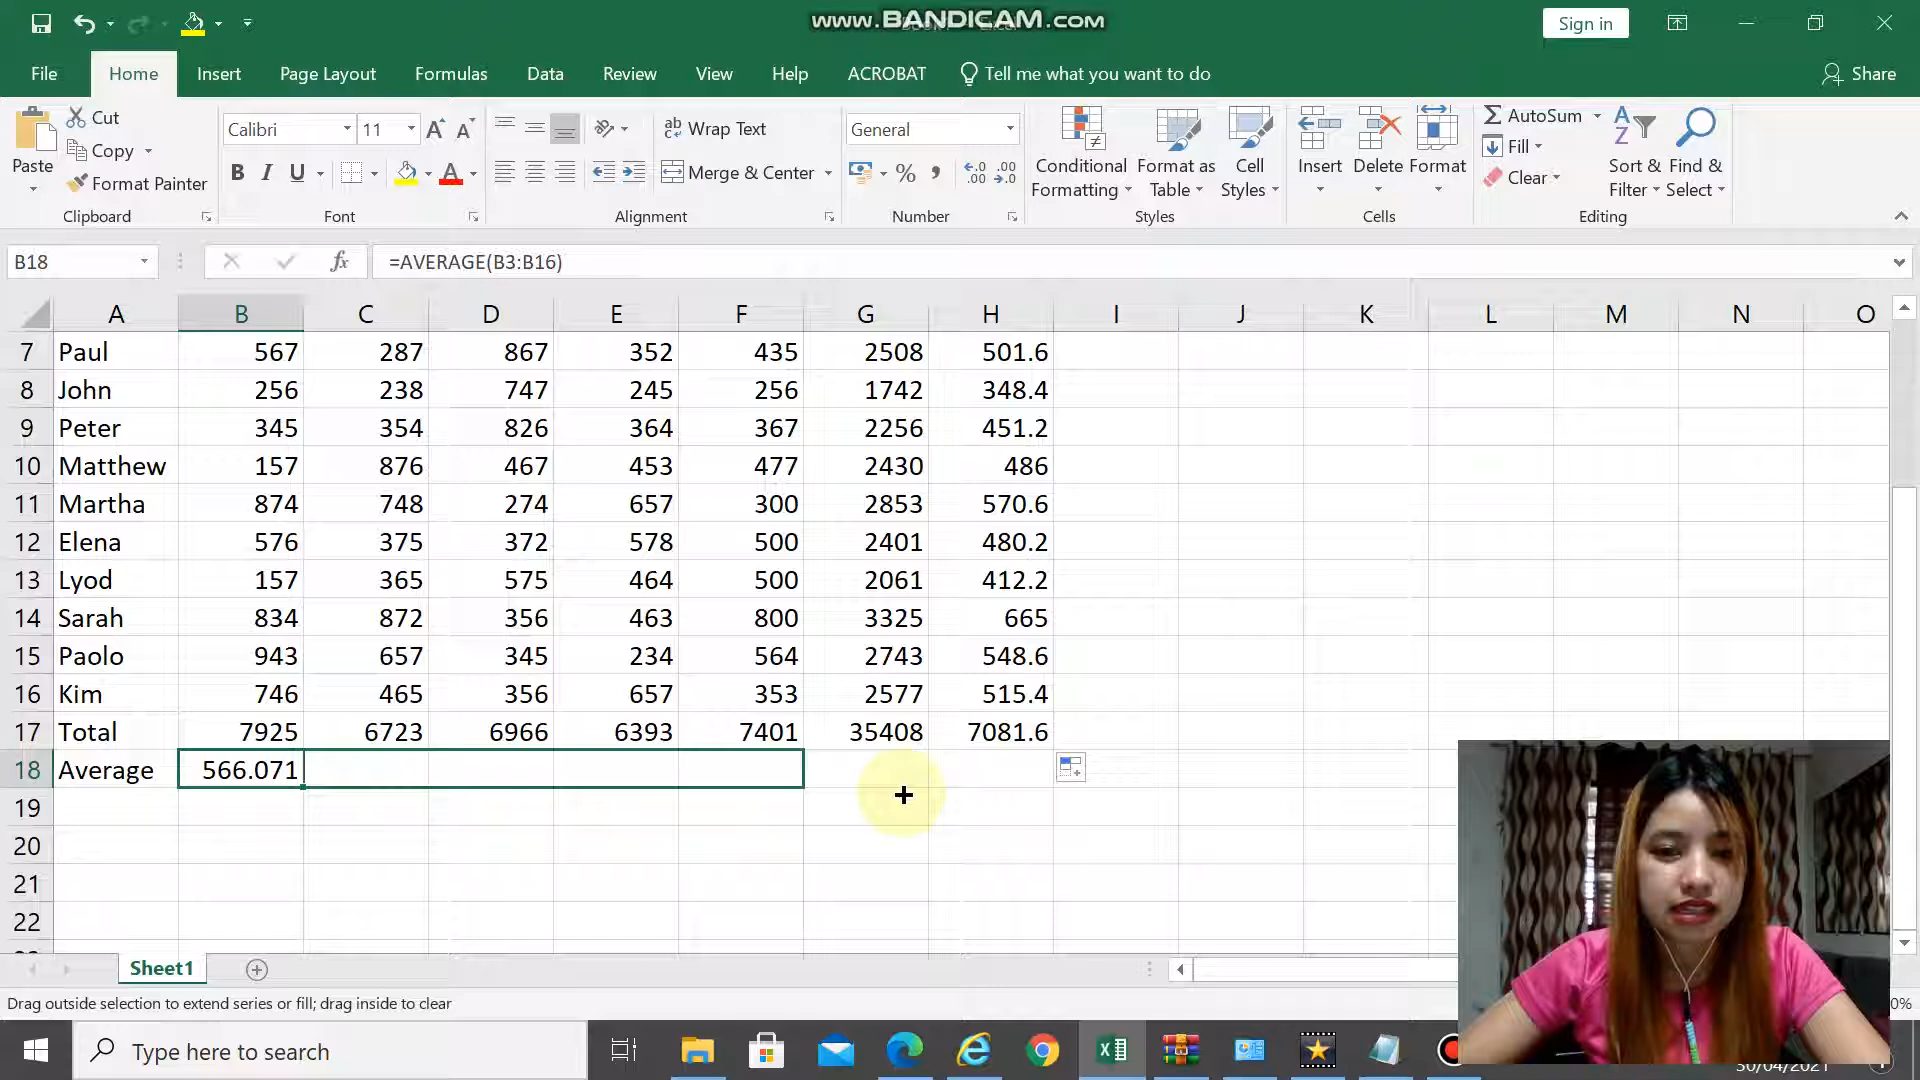 www.BANDICAM.com
Sign in
File Home Insert Page Layout Formulas Data Review View Help ACROBAT Tell me what you want to do Share
Paste Cut Copy Format Painter Clipboard
Calibri 11 B I U A Font
Wrap Text Merge & Center Alignment
General % , .00 .0 Number
Conditional Formatting Format as Table Cell Styles Styles
Insert Delete Format Cells
AutoSum Fill Clear Sort & Filter Find & Select Editing
B18 fx =AVERAGE(B3:B16)
A B C D E F G H I J K L M N O
7 Paul 567 287 867 352 435 2508 501.6
8 John 256 238 747 245 256 1742 348.4
9 Peter 345 354 826 364 367 2256 451.2
10 Matthew 157 876 467 453 477 2430 486
11 Martha 874 748 274 657 300 2853 570.6
12 Elena 576 375 372 578 500 2401 480.2
13 Lyod 157 365 575 464 500 2061 412.2
14 Sarah 834 872 356 463 800 3325 665
15 Paolo 943 657 345 234 564 2743 548.6
16 Kim 746 465 356 657 353 2577 515.4
17 Total 7925 6723 6966 6393 7401 35408 7081.6
18 Average 566.071
19
20
21
22
Sheet1
Drag outside selection to extend series or fill; drag inside to clear
0%
Type here to search
30/04/2021